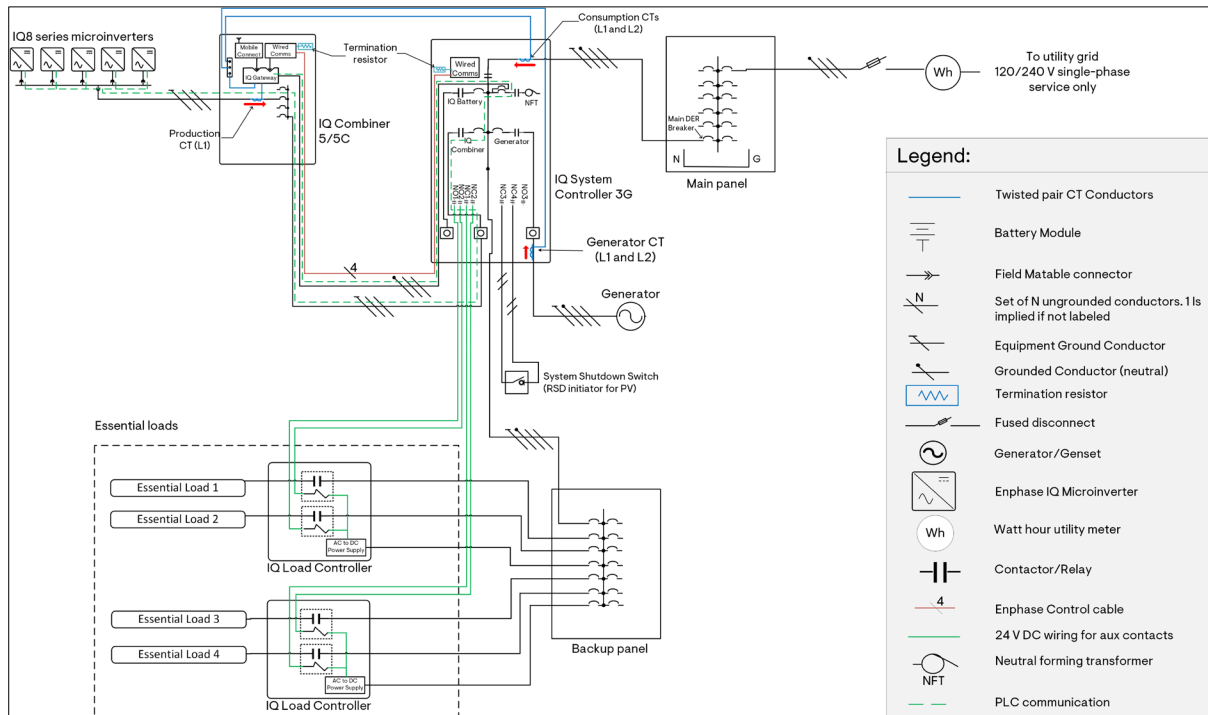 IQ8 series microinverters
Mobile
Connect
Wired
Comms
IQ Gateway
Termination
resistor
Production
CT (L1)
IQ Combiner
5/5C
Consumption CTs
(L1 and L2)
Wired
Comms
IQ Battery
NFT
IQ
Combiner
Generator
NO1
NO2
NC1
NC2
NC3
NC4
NO3
IQ System
Controller 3G
Generator CT
(L1 and L2)
4
Generator
System Shutdown Switch
(RSD initiator for PV)
Main DER
Breaker
N
G
Main panel
Wh
To utility grid
120/240 V single-phase
service only
Essential loads
Essential Load 1
Essential Load 2
AC to DC
Power Supply
IQ Load Controller
Essential Load 3
Essential Load 4
AC to DC
Power Supply
IQ Load Controller
Backup panel
Legend:
Twisted pair CT Conductors
Battery Module
Field Matable connector
N
Set of N ungrounded conductors. 1 Is
implied if not labeled
Equipment Ground Conductor
Grounded Conductor (neutral)
Termination resistor
Fused disconnect
Generator/Genset
Enphase IQ Microinverter
Wh
Watt hour utility meter
Contactor/Relay
4
Enphase Control cable
24 V DC wiring for aux contacts
NFT
Neutral forming transformer
PLC communication